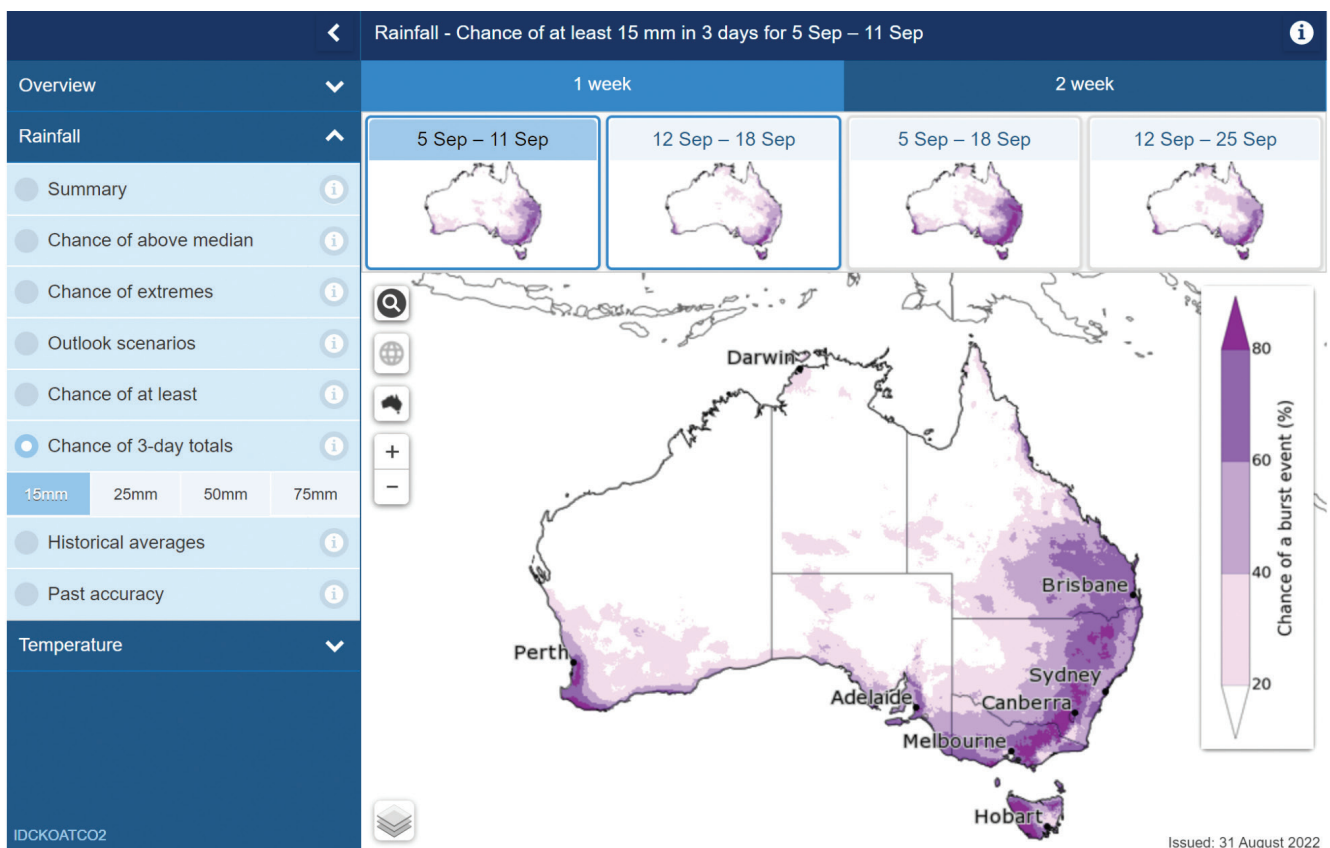 Rainfall - Chance of at least 15 mm in 3 days for 5 Sep – 11 Sep
Overview
Rainfall
Summary
Chance of above median
Chance of extremes
Outlook scenarios
Chance of at least
Chance of 3-day totals
15mm 25mm 50mm 75mm
Historical averages
Past accuracy
Temperature
IDCKOATCO2
1 week 2 week
5 Sep – 11 Sep 12 Sep – 18 Sep 5 Sep – 18 Sep 12 Sep – 25 Sep
Darwin
Brisbane
Perth
Sydney
Adelaide
Canberra
Melbourne
Hobart
80
60
40
20
Chance of a burst event (%)
Issued: 31 August 2022